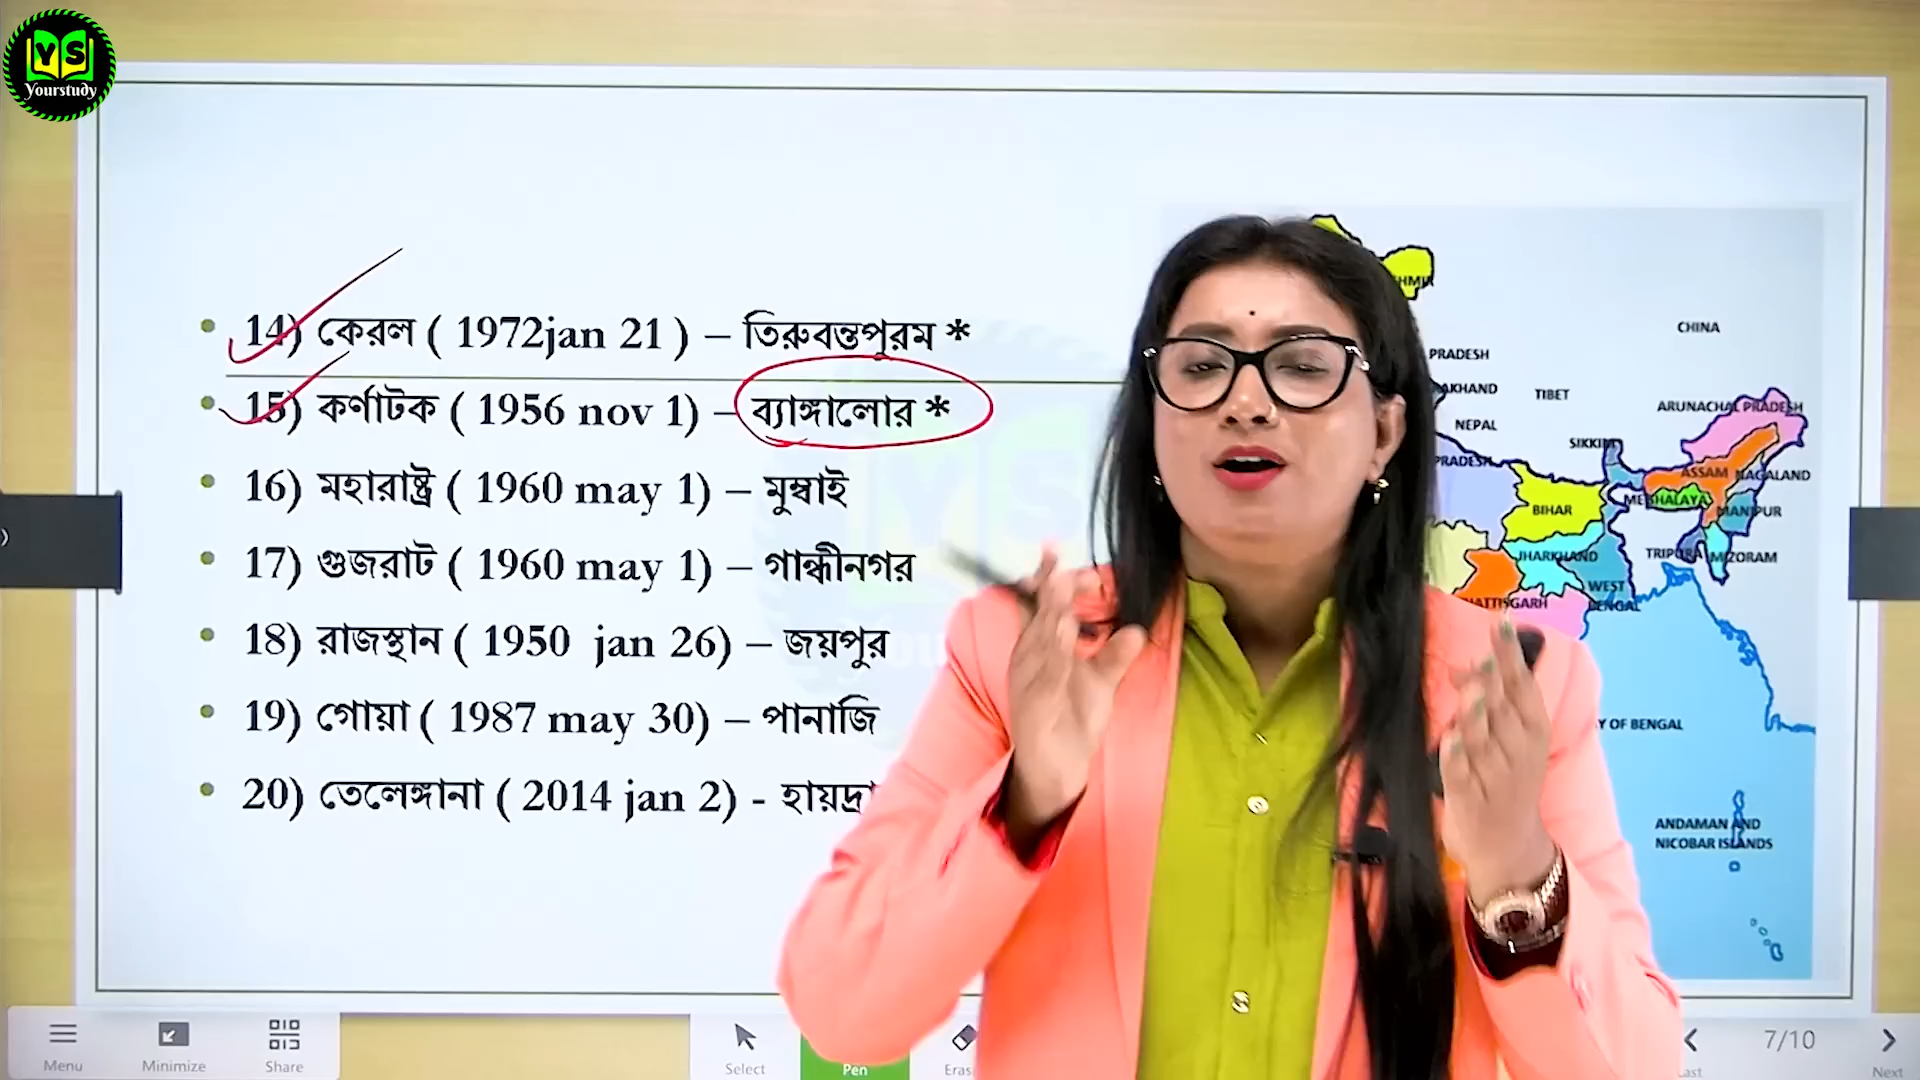 YS
Yourstudy
14) কেরল ( 1972jan 21 ) – তিরুবন্তপুরম *
15) কর্ণাটক ( 1956 nov 1) – ব্যাঙ্গালোর *
16) মহারাষ্ট্র ( 1960 may 1) – মুম্বাই
17) গুজরাট ( 1960 may 1) – গান্ধীনগর
18) রাজস্থান ( 1950 jan 26) – জয়পুর
19) গোয়া ( 1987 may 30) – পানাজি
20) তেলেঙ্গানা ( 2014 jan 2) -
CHINA
PRADESH
TIBET
ARUNACHAL PRADESH
NEPAL
SIKKIM
PRADESH
ASSAM NAGALAND
MEGHALAYA
BIHAR
MANIPUR
JHARKHAND
TRIPURA MIZORAM
WEST
BENGAL
OF BENGAL
ANDAMAN AND
NICOBAR ISLANDS
Menu
Minimize
Share
Select
Pen
7/10
Next